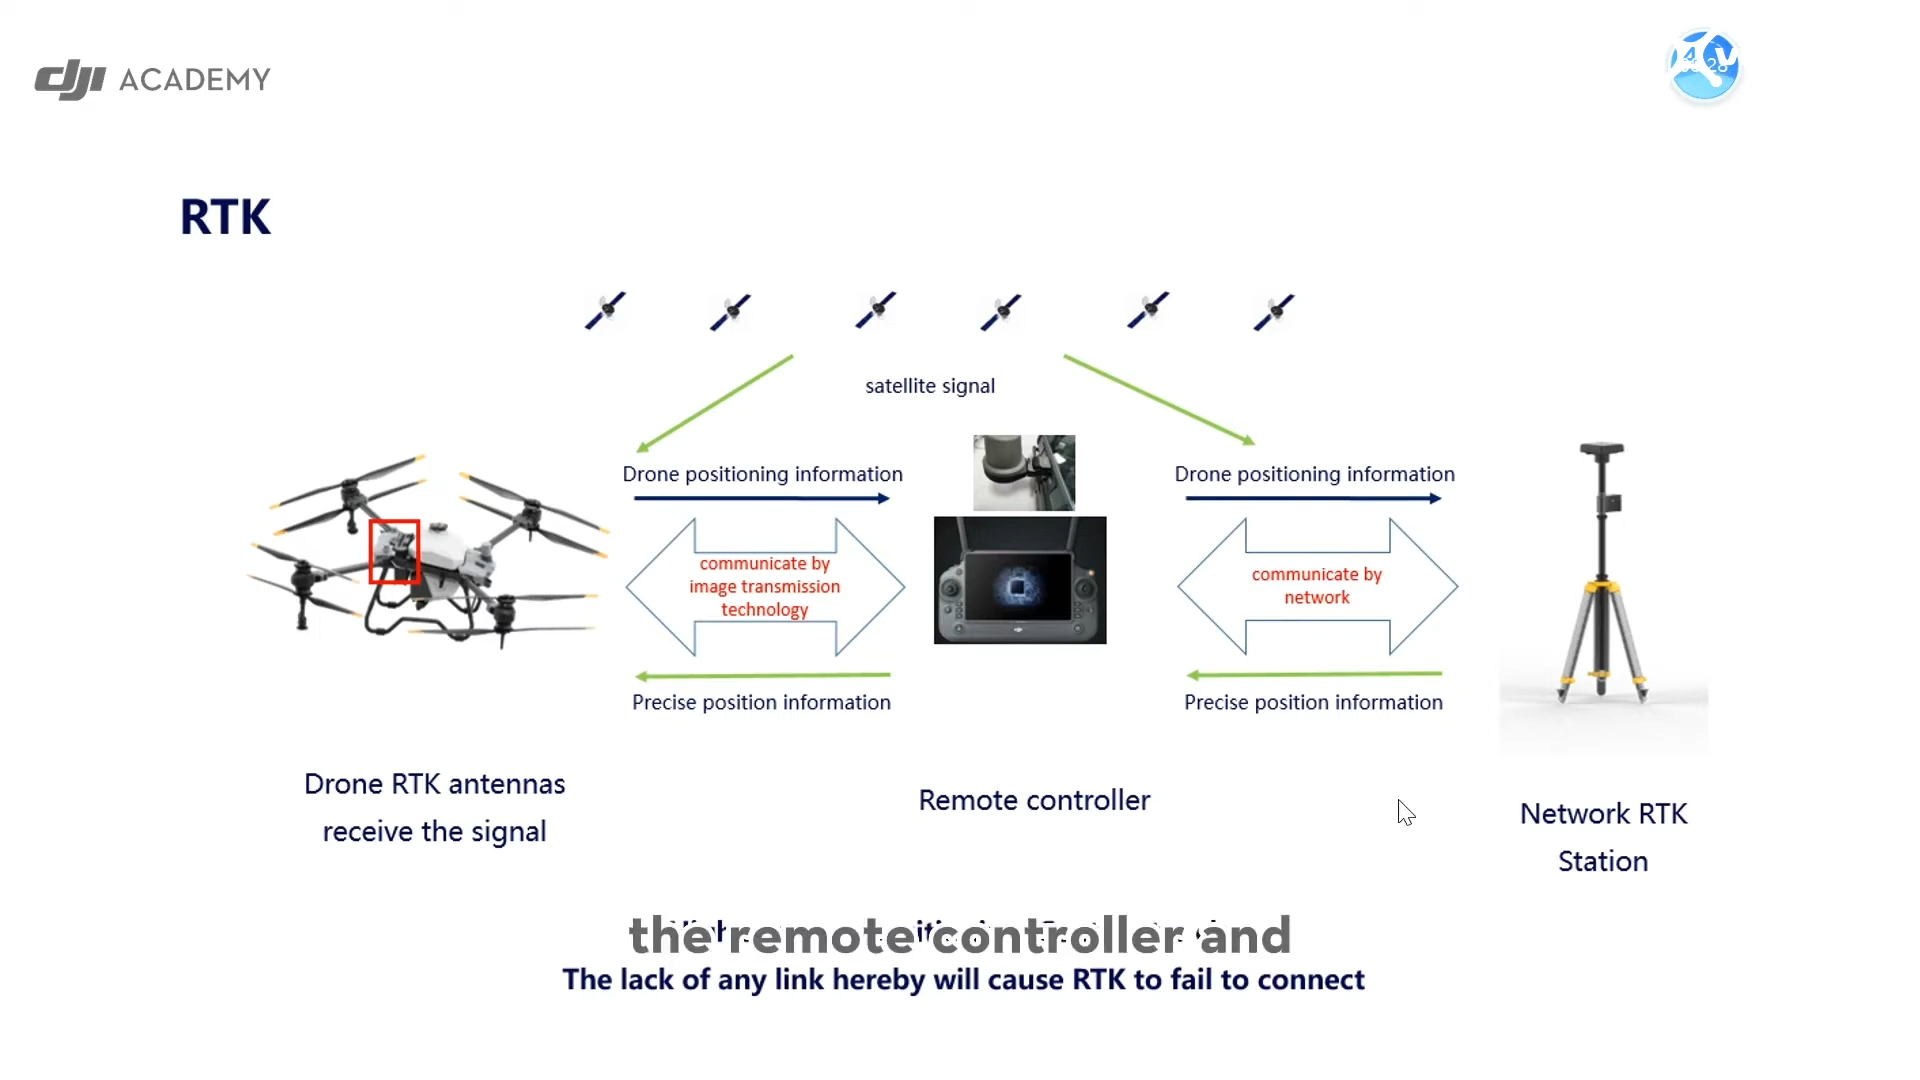 dji ACADEMY
RTK
satellite signal
Drone positioning information
Drone positioning information
communicate by
image transmission
technology
communicate by
network
Precise position information
Precise position information
Drone RTK antennas
receive the signal
Remote controller
Network RTK
Station
the remote controller and
The lack of any link hereby will cause RTK to fail to connect